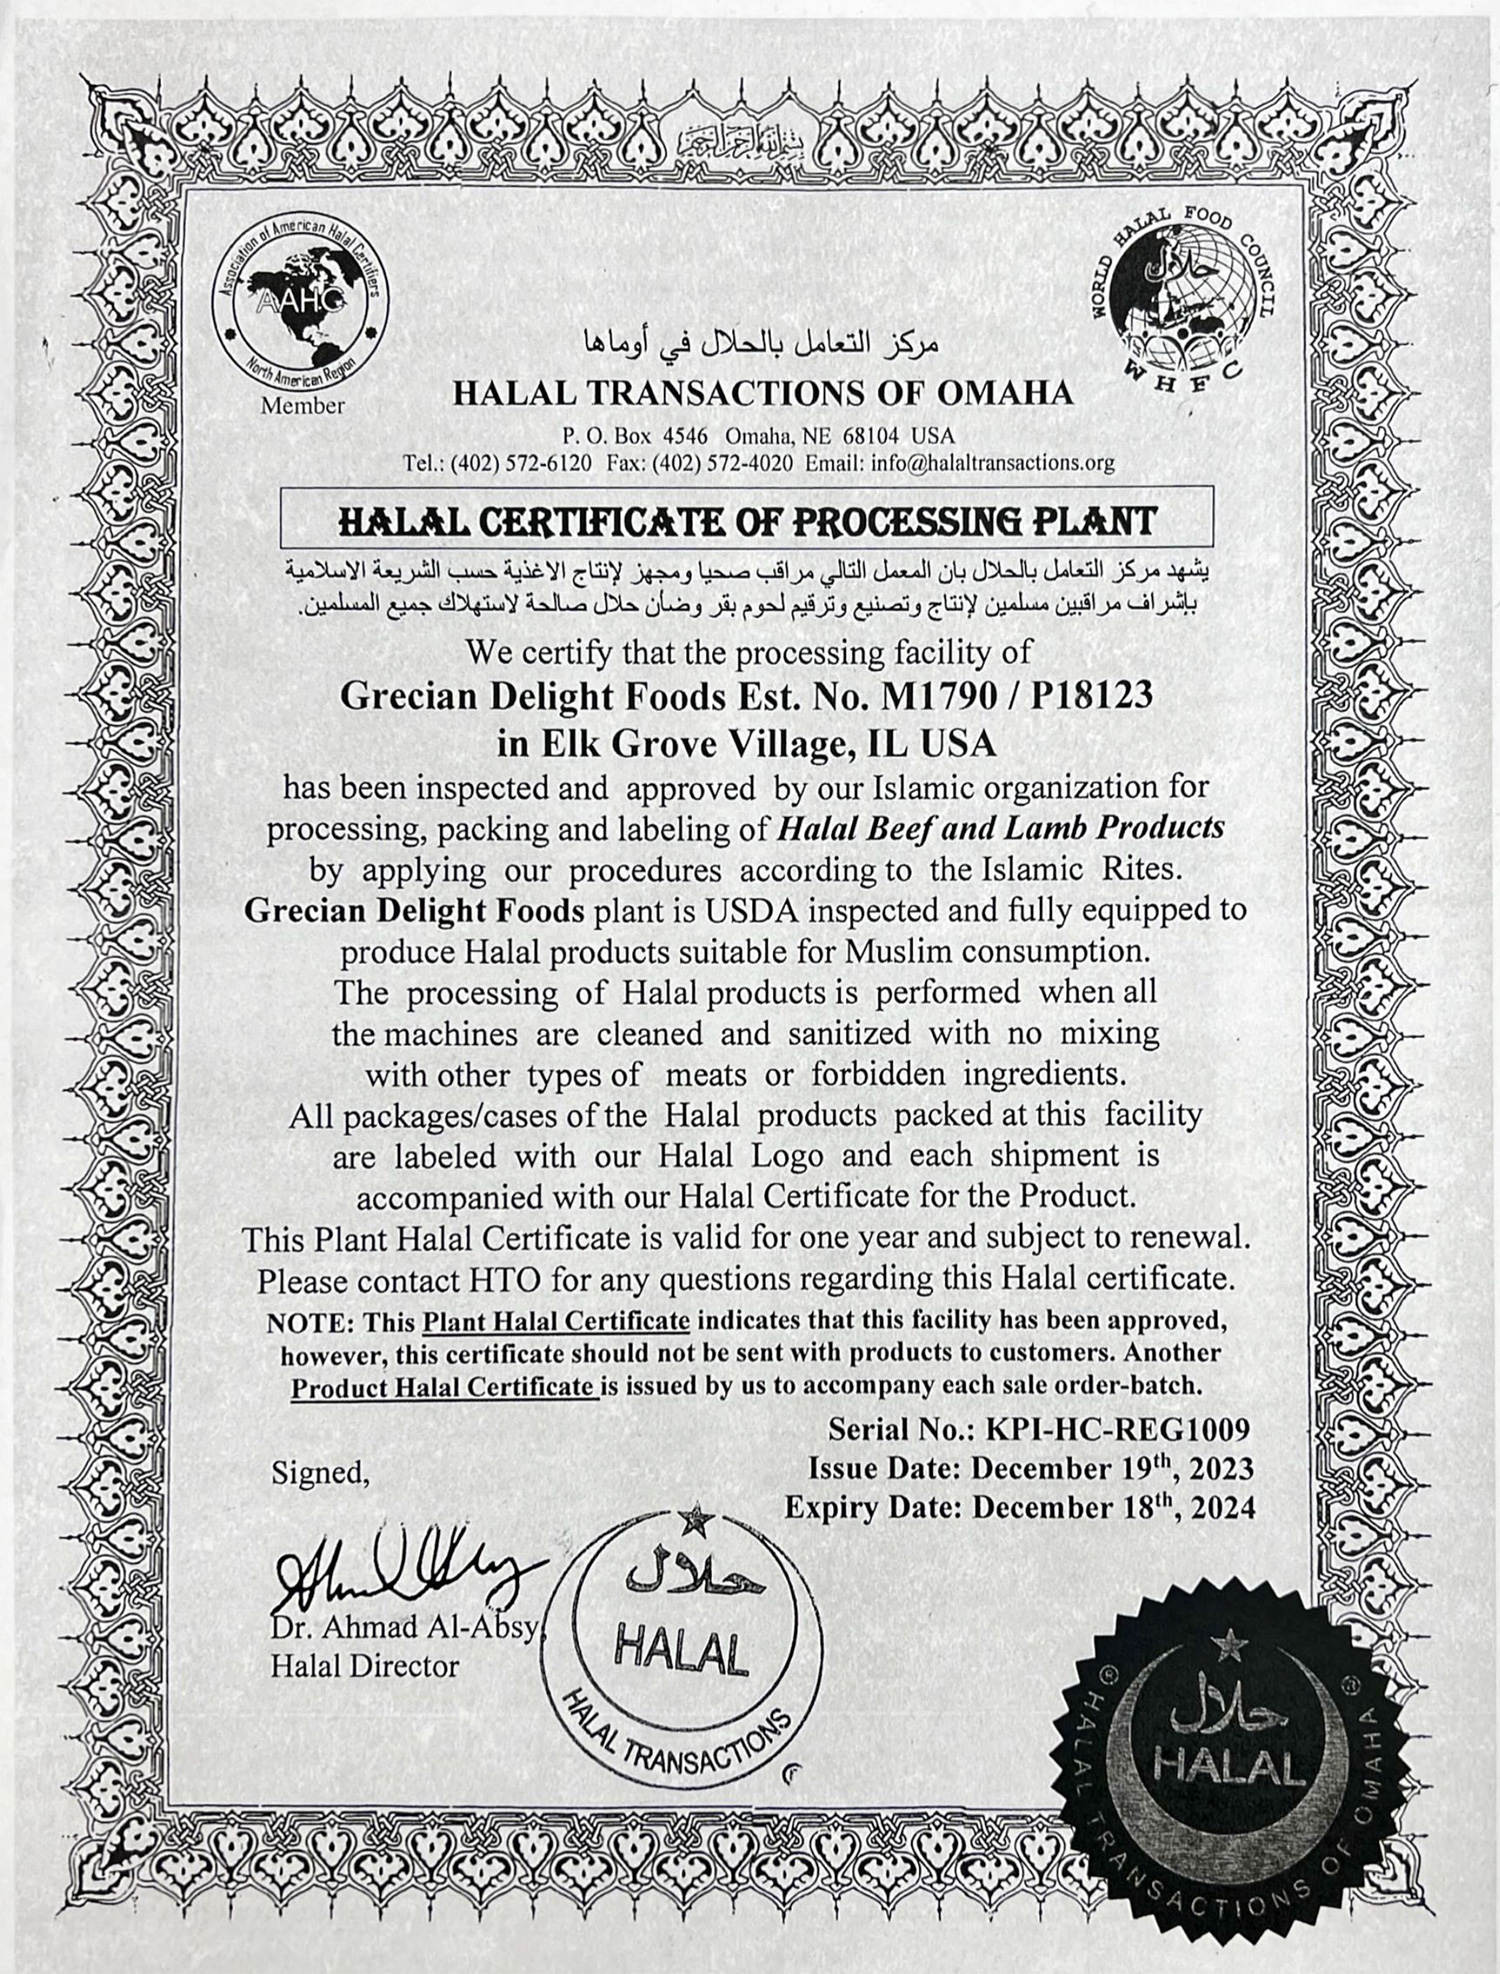 بسم الله الرحمن الرحيم
Association of American Halal Certifiers
AAHC
North American Region
Member
WORLD HALAL FOOD COUNCIL
حلال
WHFC
مركز التعامل بالحلال في أوماها
HALAL TRANSACTIONS OF OMAHA
P. O. Box 4546 Omaha, NE 68104 USA
Tel.: (402) 572-6120 Fax: (402) 572-4020 Email: info@halaltransactions.org
HALAL CERTIFICATE OF PROCESSING PLANT
يشهد مركز التعامل بالحلال بان المعمل التالي مراقب صحيا ومجهز لإنتاج الاغذية حسب الشريعة الاسلامية
بإشراف مراقبين مسلمين لإنتاج وتصنيع وترقيم لحوم بقر وضأن حلال صالحة لاستهلاك جميع المسلمين.
We certify that the processing facility of
Grecian Delight Foods Est. No. M1790 / P18123
in Elk Grove Village, IL USA
has been inspected and approved by our Islamic organization for
processing, packing and labeling of Halal Beef and Lamb Products
by applying our procedures according to the Islamic Rites.
Grecian Delight Foods plant is USDA inspected and fully equipped to
produce Halal products suitable for Muslim consumption.
The processing of Halal products is performed when all
the machines are cleaned and sanitized with no mixing
with other types of meats or forbidden ingredients.
All packages/cases of the Halal products packed at this facility
are labeled with our Halal Logo and each shipment is
accompanied with our Halal Certificate for the Product.
This Plant Halal Certificate is valid for one year and subject to renewal.
Please contact HTO for any questions regarding this Halal certificate.
NOTE: This Plant Halal Certificate indicates that this facility has been approved,
however, this certificate should not be sent with products to customers. Another
Product Halal Certificate is issued by us to accompany each sale order-batch.
Serial No.: KPI-HC-REG1009
Issue Date: December 19th, 2023
Expiry Date: December 18th, 2024
Signed,
Dr. Ahmad Al-Absy
Halal Director
حلال
HALAL
HALAL TRANSACTIONS
حلال
HALAL
® HALAL TRANSACTIONS OF OMAHA ®